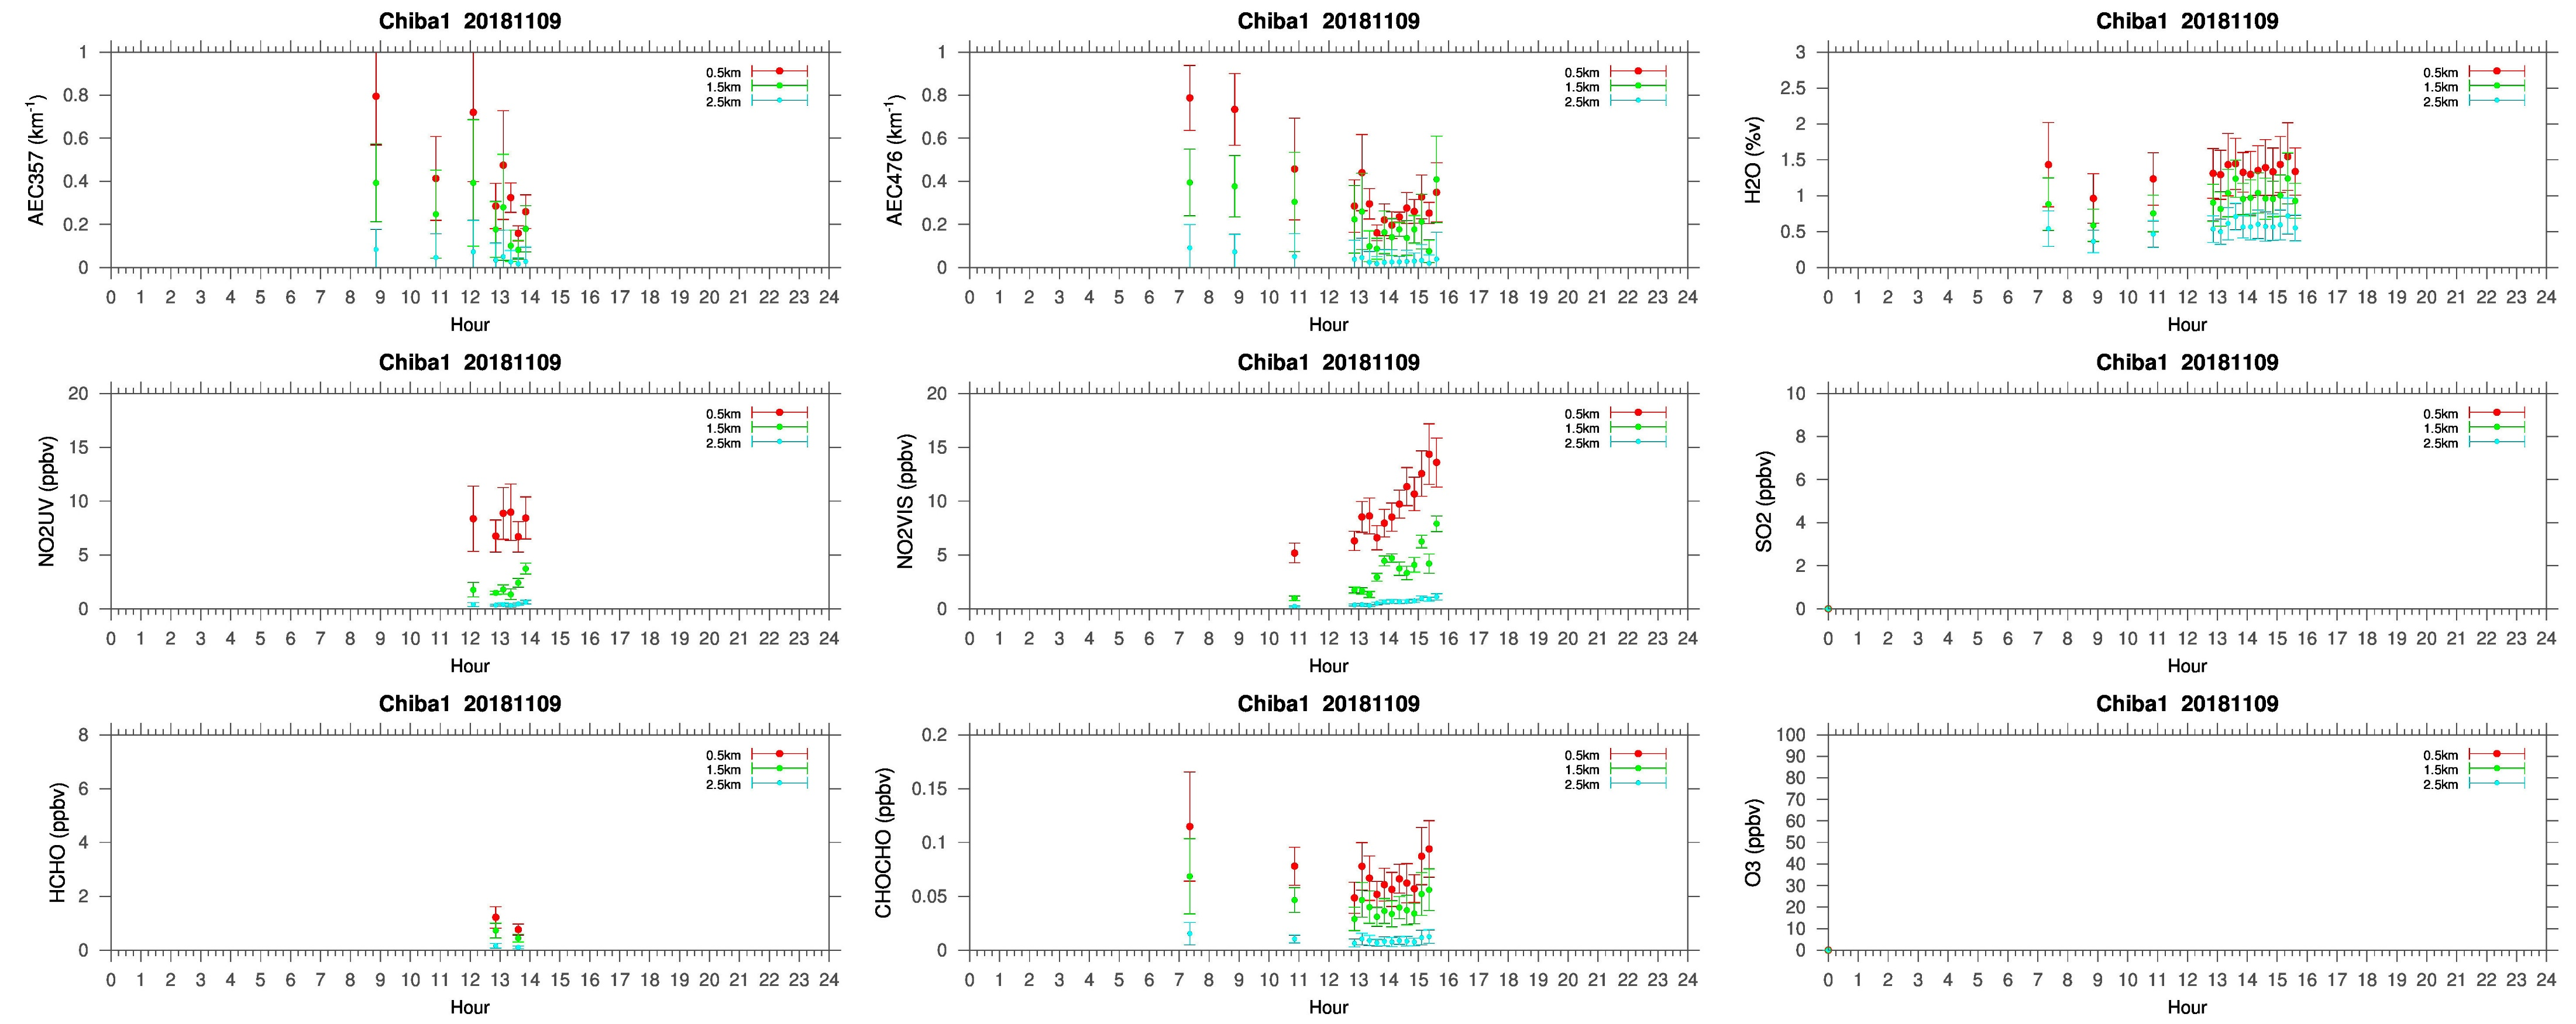 Chiba1 20181109
AEC357 (km-1)
1
0.8
0.6
0.4
0.2
0
0.5km
1.5km
2.5km
0 1 2 3 4 5 6 7 8 9 10 11 12 13 14 15 16 17 18 19 20 21 22 23 24
Hour
Chiba1 20181109
AEC476 (km-1)
1
0.8
0.6
0.4
0.2
0
0.5km
1.5km
2.5km
0 1 2 3 4 5 6 7 8 9 10 11 12 13 14 15 16 17 18 19 20 21 22 23 24
Hour
Chiba1 20181109
H2O (%v)
3
2.5
2
1.5
1
0.5
0
0.5km
1.5km
2.5km
0 1 2 3 4 5 6 7 8 9 10 11 12 13 14 15 16 17 18 19 20 21 22 23 24
Hour
Chiba1 20181109
NO2UV (ppbv)
20
15
10
5
0
0.5km
1.5km
2.5km
0 1 2 3 4 5 6 7 8 9 10 11 12 13 14 15 16 17 18 19 20 21 22 23 24
Hour
Chiba1 20181109
NO2VIS (ppbv)
20
15
10
5
0
0.5km
1.5km
2.5km
0 1 2 3 4 5 6 7 8 9 10 11 12 13 14 15 16 17 18 19 20 21 22 23 24
Hour
Chiba1 20181109
SO2 (ppbv)
10
8
6
4
2
0
0.5km
1.5km
2.5km
0 1 2 3 4 5 6 7 8 9 10 11 12 13 14 15 16 17 18 19 20 21 22 23 24
Hour
Chiba1 20181109
HCHO (ppbv)
8
6
4
2
0
0.5km
1.5km
2.5km
0 1 2 3 4 5 6 7 8 9 10 11 12 13 14 15 16 17 18 19 20 21 22 23 24
Hour
Chiba1 20181109
CHOCHO (ppbv)
0.2
0.15
0.1
0.05
0
0.5km
1.5km
2.5km
0 1 2 3 4 5 6 7 8 9 10 11 12 13 14 15 16 17 18 19 20 21 22 23 24
Hour
Chiba1 20181109
O3 (ppbv)
100
90
80
70
60
50
40
30
20
10
0
0.5km
1.5km
2.5km
0 1 2 3 4 5 6 7 8 9 10 11 12 13 14 15 16 17 18 19 20 21 22 23 24
Hour